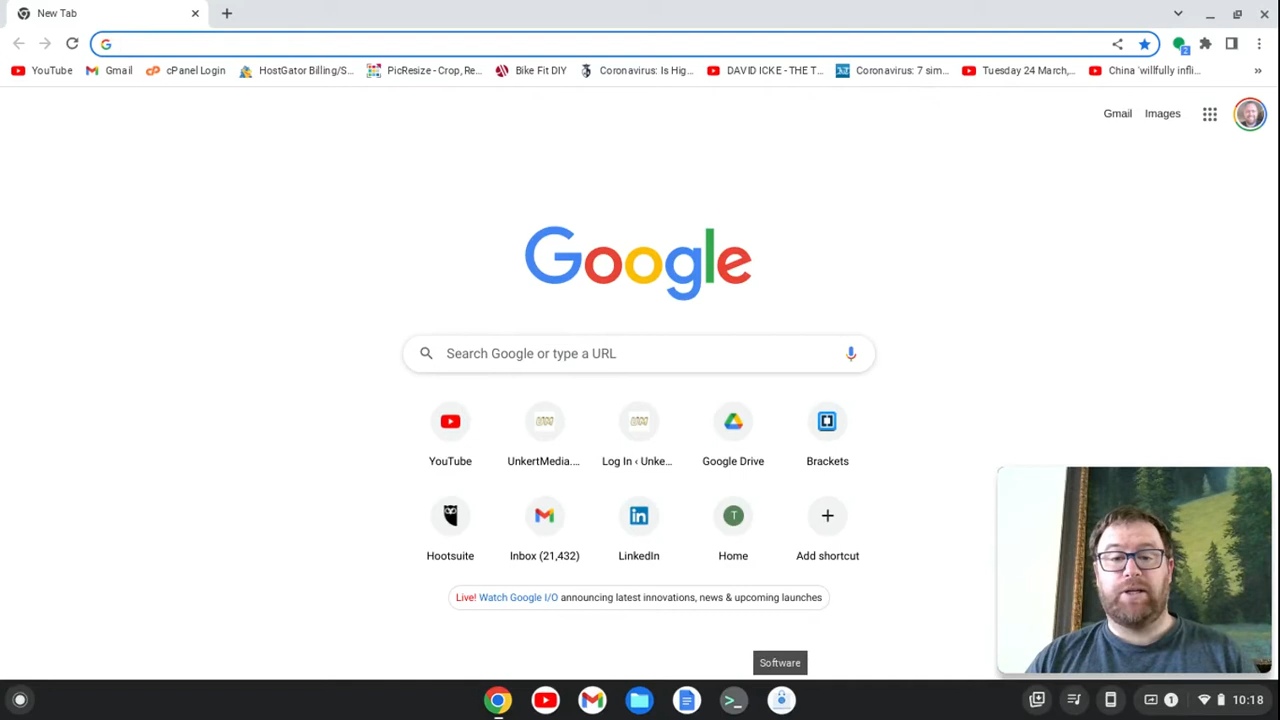 New Tab
YouTube
Gmail
cPanel Login
HostGator Billing/S...
PicResize - Crop, Re...
Bike Fit DIY
Coronavirus: Is Hig...
DAVID ICKE - THE T...
Coronavirus: 7 sim...
Tuesday 24 March,...
China 'willfully infli...
»
Gmail
Images
Google
Search Google or type a URL
YouTube
UnkertMedia....
Log In ‹ Unke...
Google Drive
Brackets
Hootsuite
Inbox (21,432)
LinkedIn
T
Home
Add shortcut
Live! Watch Google I/O announcing latest innovations, news & upcoming launches
Software
1
10:18